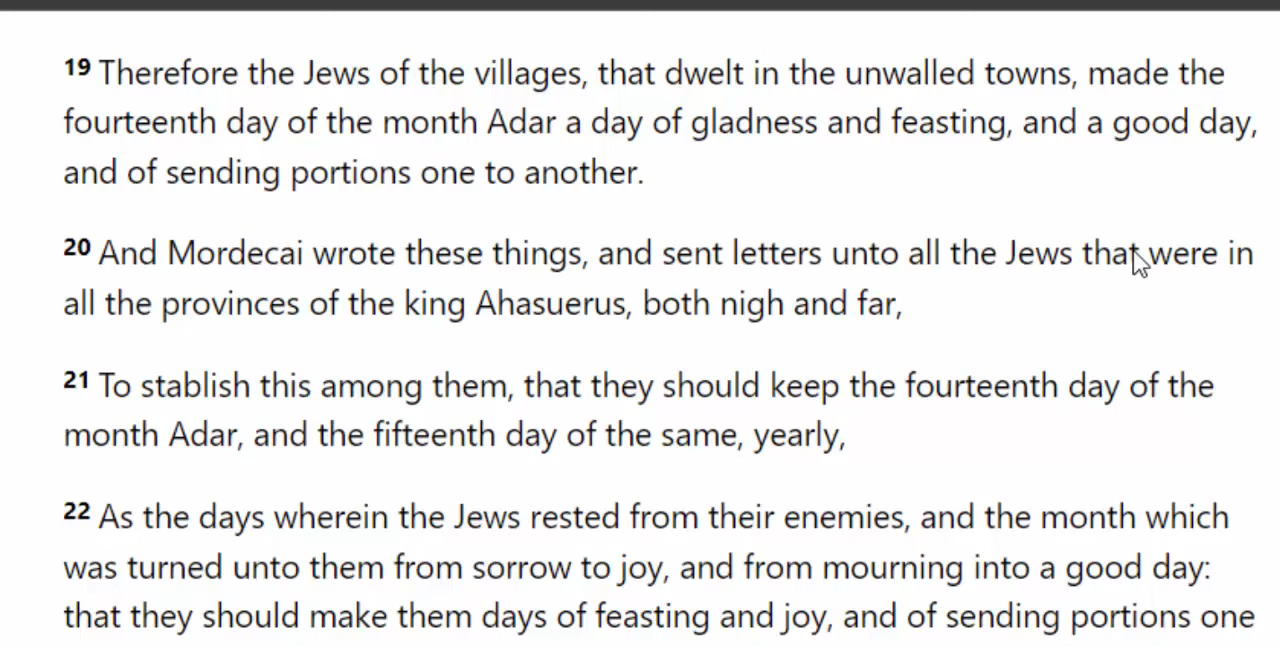 19 Therefore the Jews of the villages, that dwelt in the unwalled towns, made the
fourteenth day of the month Adar a day of gladness and feasting, and a good day,
and of sending portions one to another.
20 And Mordecai wrote these things, and sent letters unto all the Jews that were in
all the provinces of the king Ahasuerus, both nigh and far,
21 To stablish this among them, that they should keep the fourteenth day of the
month Adar, and the fifteenth day of the same, yearly,
22 As the days wherein the Jews rested from their enemies, and the month which
was turned unto them from sorrow to joy, and from mourning into a good day:
that they should make them days of feasting and joy, and of sending portions one